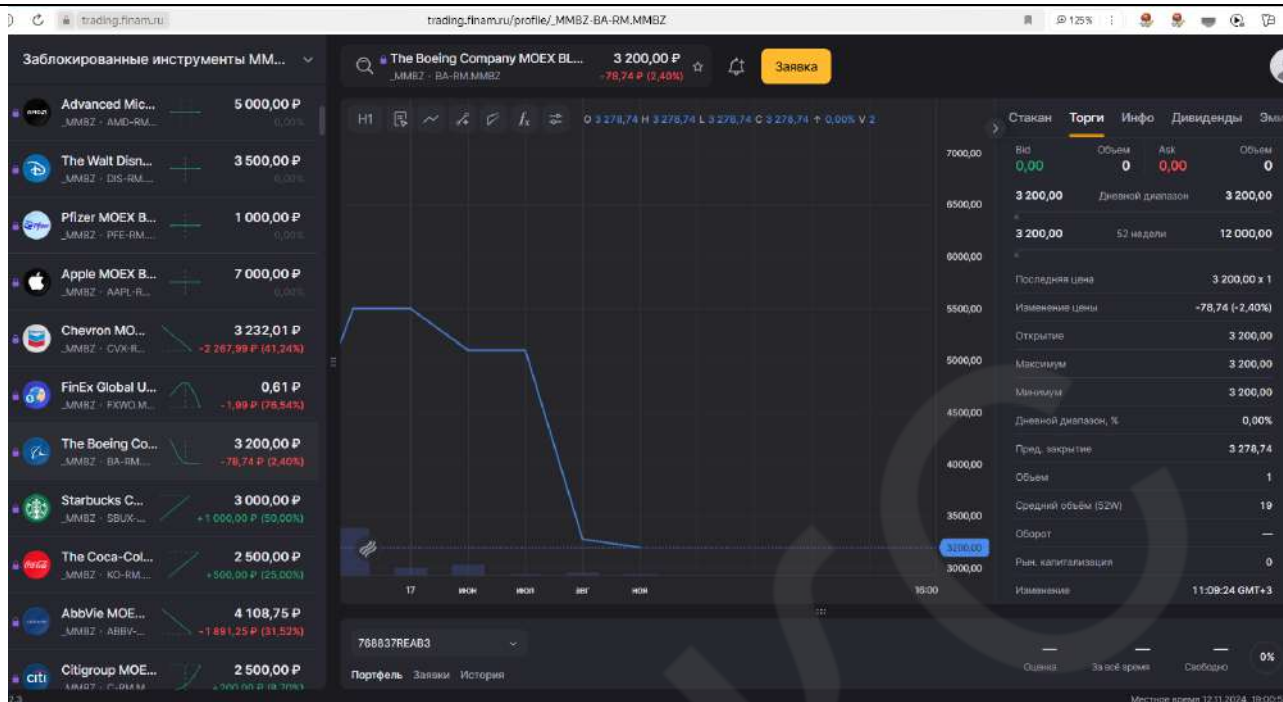 trading.finam.ru
trading.finam.ru/profile/_MMBZ-BA-RM.MMBZ
125%
Заблокированные инструменты MM...
Advanced Mic...
5 000,00 ₽
_MMBZ · AMD-RM...
0,00%
The Walt Disn...
3 500,00 ₽
_MMBZ · DIS-RM....
0,00%
Pfizer MOEX B...
1 000,00 ₽
_MMBZ · PFE-RM....
0,00%
Apple MOEX B...
7 000,00 ₽
_MMBZ · AAPL-R...
0,00%
Chevron MO...
3 232,01 ₽
_MMBZ · CVX-R...
-2 267,99 ₽ (41,24%)
FinEx Global U...
0,61 ₽
_MMBZ · FXWO.M...
-1,99 ₽ (76,54%)
The Boeing Co...
3 200,00 ₽
_MMBZ · BA-RM....
-78,74 ₽ (2,40%)
Starbucks C...
3 000,00 ₽
_MMBZ · SBUX-...
+1 000,00 ₽ (50,00%)
The Coca-Col...
2 500,00 ₽
_MMBZ · KO-RM....
+500,00 ₽ (25,00%)
AbbVie MOE...
4 108,75 ₽
_MMBZ · ABBV-...
-1 891,25 ₽ (31,52%)
citi
Citigroup MOE...
2 500,00 ₽
_MMBZ · C-RM.M...
+200,00 ₽ (8,70%)
The Boeing Company MOEX BL...
3 200,00 ₽
_MMBZ · BA-RM.MMBZ
-78,74 ₽ (2,40%)
Заявка
H1
O 3 278,74 H 3 278,74 L 3 278,74 C 3 278,74 ↑ 0,00% V 2
7000,00
6500,00
6000,00
5500,00
5000,00
4500,00
4000,00
3500,00
3200,00
3000,00
17 июн июл авг ноя 16:00
Стакан Торги Инфо Дивиденды
Bid Объем Ask Объем
0,00 0 0,00 0
3 200,00 Дневной диапазон 3 200,00
3 200,00 52 недели 12 000,00
Последняя цена 3 200,00 x 1
Изменение цены -78,74 (-2,40%)
Открытие 3 200,00
Максимум 3 200,00
Минимум 3 200,00
Дневной диапазон, % 0,00%
Пред. закрытие 3 278,74
Объем 1
Средний объём (52W) 19
Оборот —
Рын. капитализация 0
Изменение 11:09:24 GMT+3
768837REAB3
Портфель Заявки История
— — —
Оценка За всё время Свободно
0%
Местное время 12.11.2024